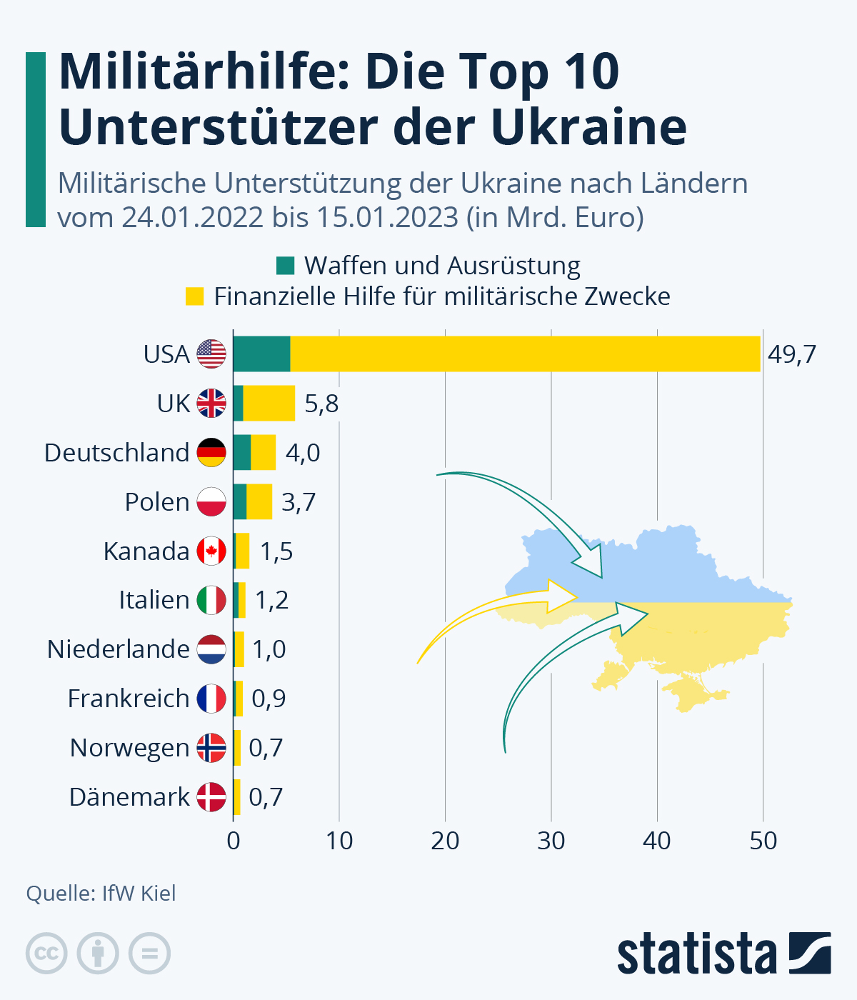 Militärhilfe: Die Top 10
Unterstützer der Ukraine
Militärische Unterstützung der Ukraine nach Ländern
vom 24.01.2022 bis 15.01.2023 (in Mrd. Euro)
Waffen und Ausrüstung
Finanzielle Hilfe für militärische Zwecke
USA 49,7
UK 5,8
Deutschland 4,0
Polen 3,7
Kanada 1,5
Italien 1,2
Niederlande 1,0
Frankreich 0,9
Norwegen 0,7
Dänemark 0,7
0 10 20 30 40 50
Quelle: IfW Kiel
cc
statista